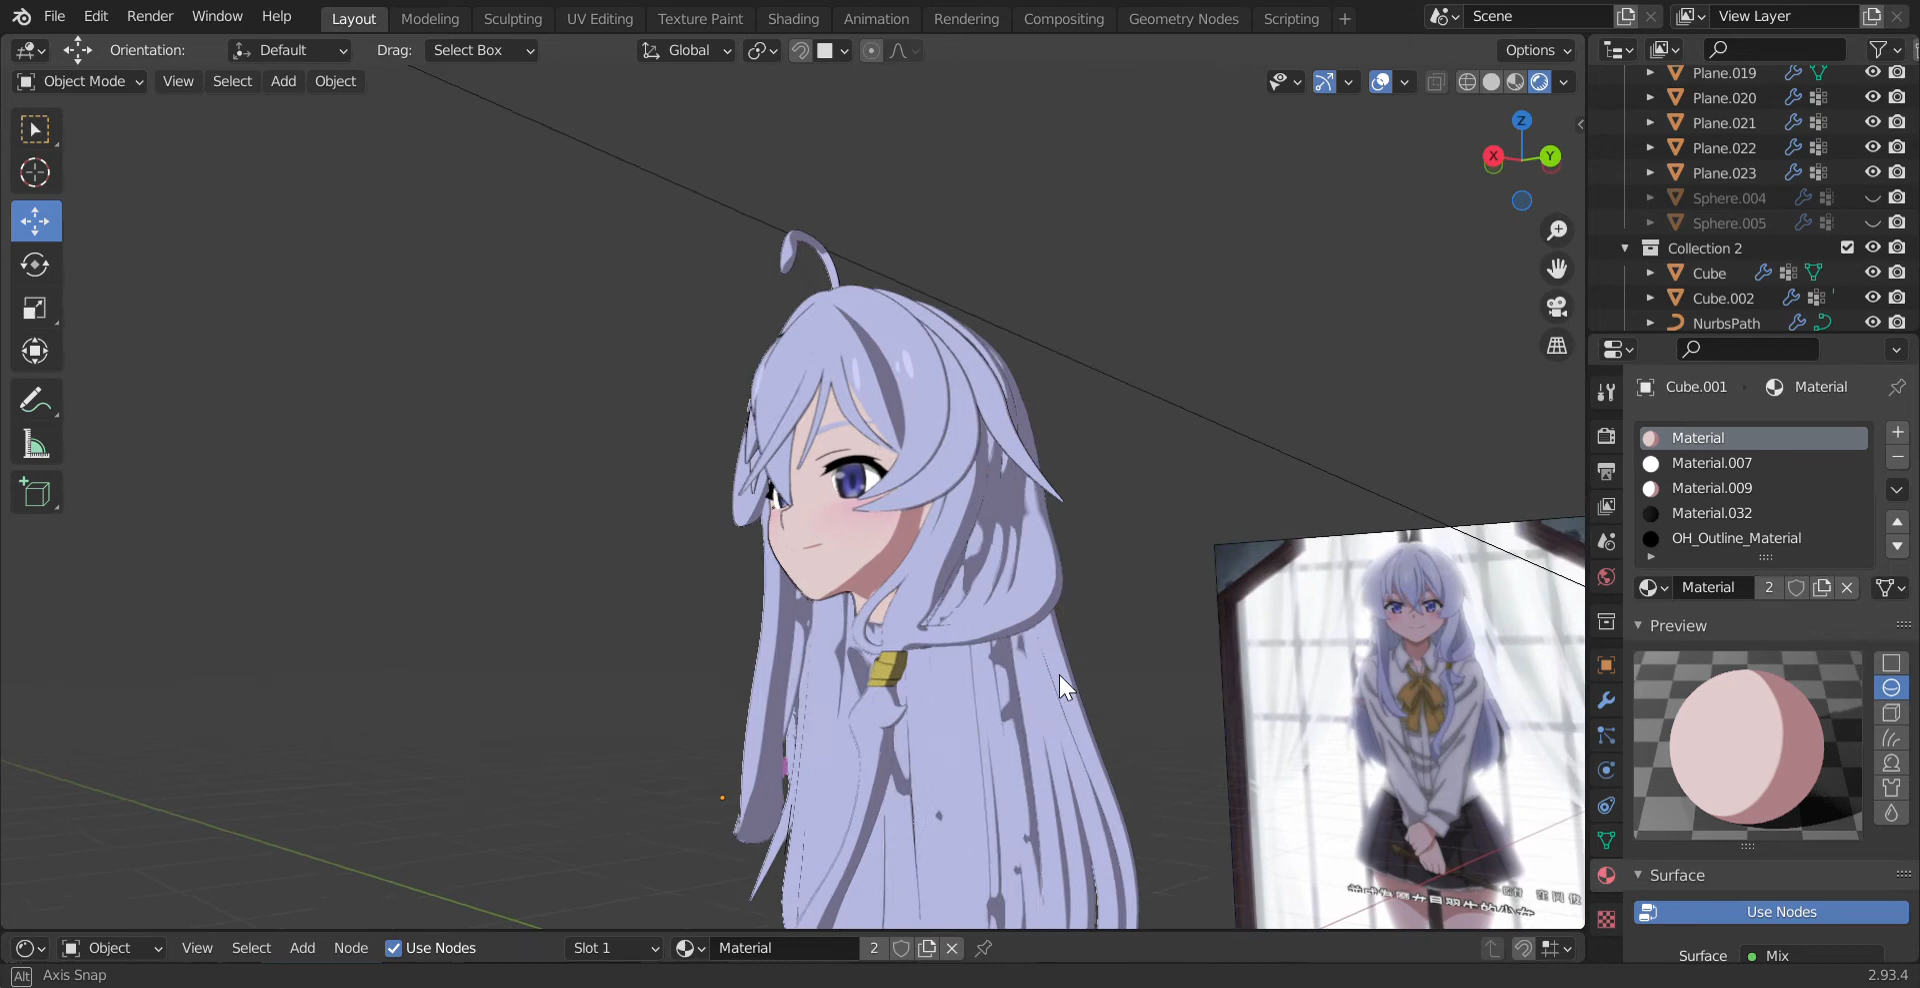 File Edit Render Window Help Layout Modeling Sculpting UV Editing Texture Paint Shading Animation Rendering Compositing Geometry Nodes Scripting + Scene View Layer
Orientation: Default Drag: Select Box Global Options
Object Mode View Select Add Object
Z
X
Y
Plane.019
Plane.020
Plane.021
Plane.022
Plane.023
Sphere.004
Sphere.005
Collection 2
Cube
Cube.002
NurbsPath
Cube.001 Material
Material
Material.007
Material.009
Material.032
OH_Outline_Material
Material 2
Preview
Surface
Use Nodes
Surface Mix
Object View Select Add Node Use Nodes Slot 1 Material 2
Alt Axis Snap 2.93.4